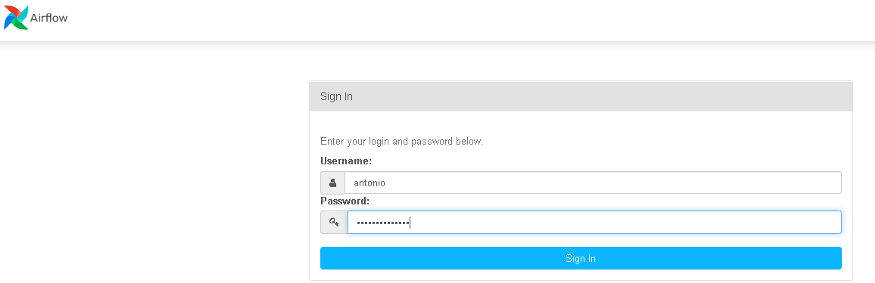 Airflow
Sign In
Enter your login and password below:
Username:
antonio
Password:
••••••••••••••
Sign In